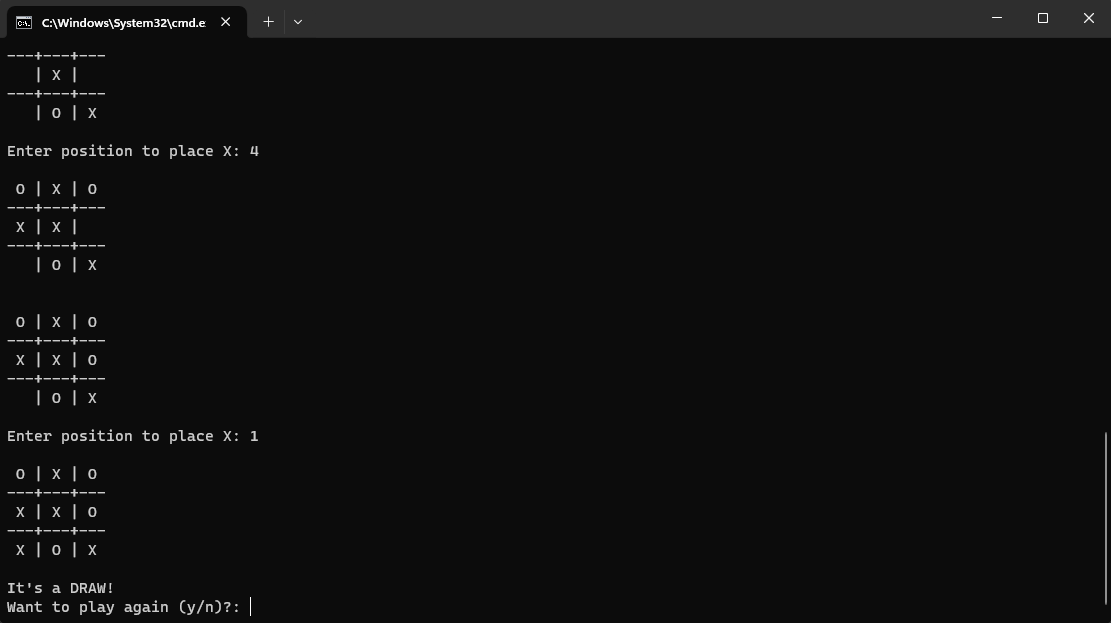 C:\Windows\System32\cmd.e
---+---+---
   | X |
---+---+---
   | O | X
Enter position to place X: 4
 O | X | O
---+---+---
 X | X |
---+---+---
   | O | X
 O | X | O
---+---+---
 X | X | O
---+---+---
   | O | X
Enter position to place X: 1
 O | X | O
---+---+---
 X | X | O
---+---+---
 X | O | X
It's a DRAW!
Want to play again (y/n)?: